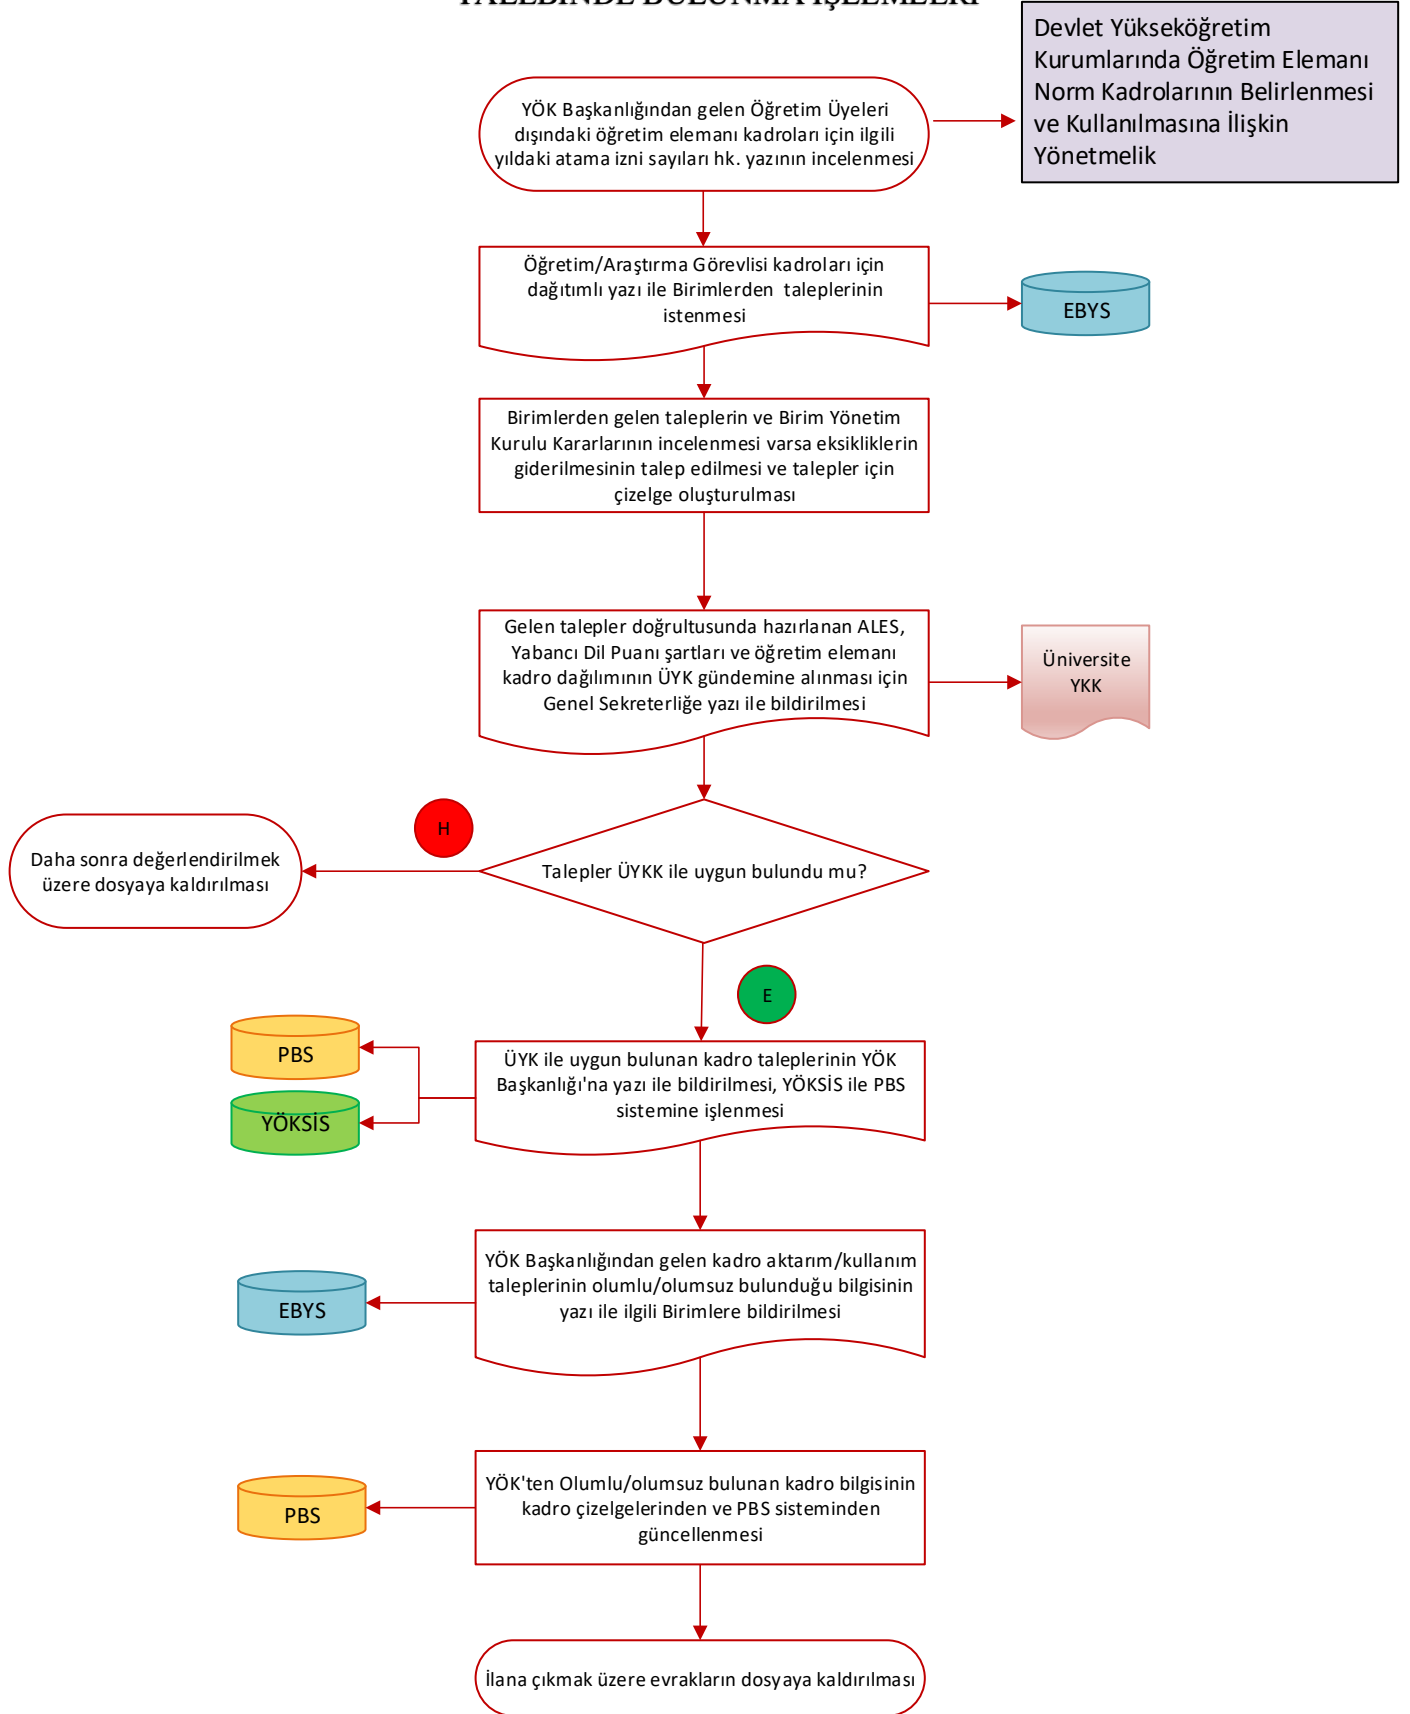 TALEBİNDE BULUNMA İŞLEMLERİ
Devlet Yükseköğretim
Kurumlarında Öğretim Elemanı
Norm Kadrolarının Belirlenmesi
ve Kullanılmasına İlişkin
Yönetmelik
YÖK Başkanlığından gelen Öğretim Üyeleri
dışındaki öğretim elemanı kadroları için ilgili
yıldaki atama izni sayıları hk. yazının incelenmesi
Öğretim/Araştırma Görevlisi kadroları için
dağıtımlı yazı ile Birimlerden taleplerinin
istenmesi
EBYS
Birimlerden gelen taleplerin ve Birim Yönetim
Kurulu Kararlarının incelenmesi varsa eksikliklerin
giderilmesinin talep edilmesi ve talepler için
çizelge oluşturulması
Gelen talepler doğrultusunda hazırlanan ALES,
Yabancı Dil Puanı şartları ve öğretim elemanı
kadro dağılımının ÜYK gündemine alınması için
Genel Sekreterliğe yazı ile bildirilmesi
Üniversite
YKK
H
Daha sonra değerlendirilmek
üzere dosyaya kaldırılması
Talepler ÜYKK ile uygun bulundu mu?
E
PBS
YÖKSİS
ÜYK ile uygun bulunan kadro taleplerinin YÖK
Başkanlığı'na yazı ile bildirilmesi, YÖKSİS ile PBS
sistemine işlenmesi
YÖK Başkanlığından gelen kadro aktarım/kullanım
taleplerinin olumlu/olumsuz bulunduğu bilgisinin
yazı ile ilgili Birimlere bildirilmesi
EBYS
YÖK'ten Olumlu/olumsuz bulunan kadro bilgisinin
kadro çizelgelerinden ve PBS sisteminden
güncellenmesi
PBS
İlana çıkmak üzere evrakların dosyaya kaldırılması